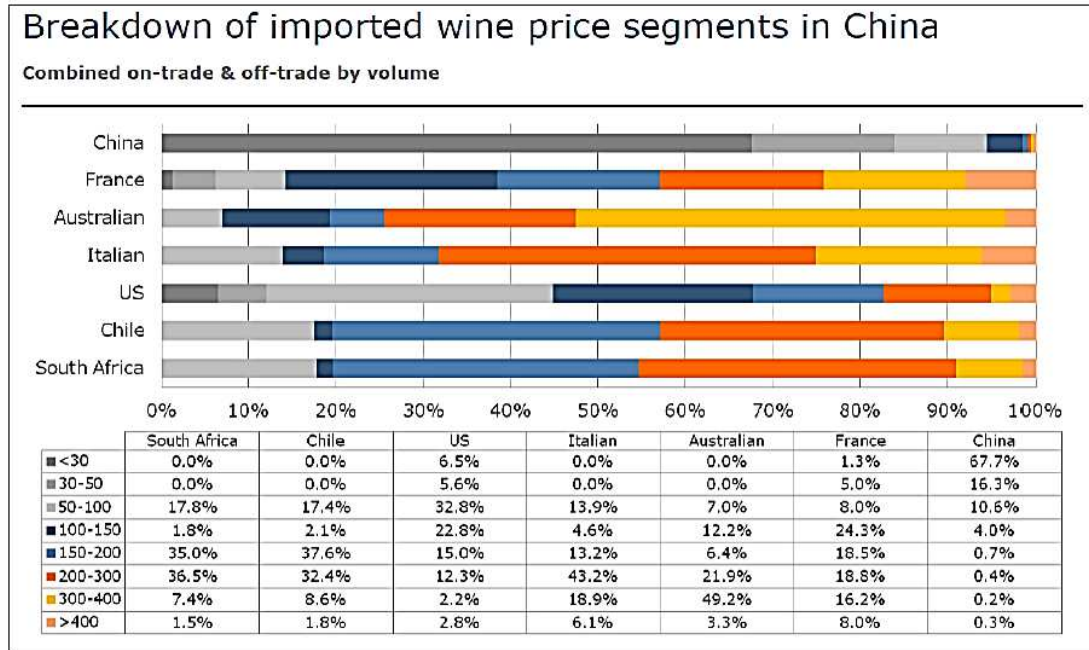 Breakdown of imported wine price segments in China
Combined on-trade & off-trade by volume
China
France
Australian
Italian
US
Chile
South Africa
0% 10% 20% 30% 40% 50% 60% 70% 80% 90% 100%
South Africa Chile US Italian Australian France China
<30 0.0% 0.0% 6.5% 0.0% 0.0% 1.3% 67.7%
30-50 0.0% 0.0% 5.6% 0.0% 0.0% 5.0% 16.3%
50-100 17.8% 17.4% 32.8% 13.9% 7.0% 8.0% 10.6%
100-150 1.8% 2.1% 22.8% 4.6% 12.2% 24.3% 4.0%
150-200 35.0% 37.6% 15.0% 13.2% 6.4% 18.5% 0.7%
200-300 36.5% 32.4% 12.3% 43.2% 21.9% 18.8% 0.4%
300-400 7.4% 8.6% 2.2% 18.9% 49.2% 16.2% 0.2%
>400 1.5% 1.8% 2.8% 6.1% 3.3% 8.0% 0.3%